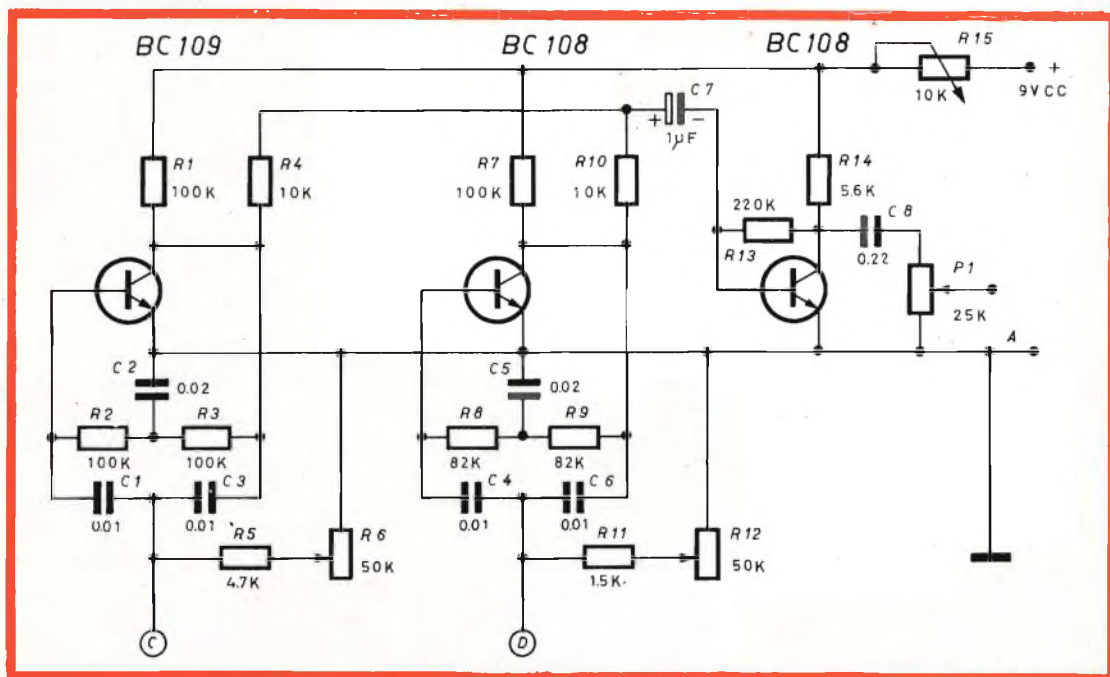 BC109
BC108
BC108
R15
10K
+
9VCC
C7
+
-
1µF
R1
100K
R4
10K
R7
100K
R10
10K
R14
5.6K
220K
R13
C8
0.22
P1
25K
A
C2
0.02
C5
0.02
R2
100K
R3
100K
R8
82K
R9
82K
C1
0.01
C3
0.01
C4
0.01
C6
0.01
R5
4.7K
R6
50K
R11
1.5K
R12
50K
C
D